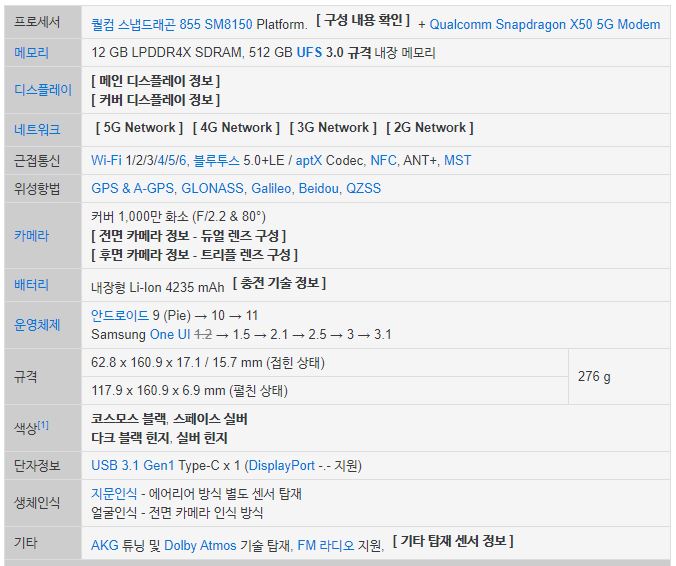 프로세서
퀄컴 스냅드래곤 855 SM8150 Platform. [ 구성 내용 확인 ] + Qualcomm Snapdragon X50 5G Modem
메모리
12 GB LPDDR4X SDRAM, 512 GB UFS 3.0 규격 내장 메모리
디스플레이
[ 메인 디스플레이 정보 ]
[ 커버 디스플레이 정보 ]
네트워크
[ 5G Network ] [ 4G Network ] [ 3G Network ] [ 2G Network ]
근접통신
Wi-Fi 1/2/3/4/5/6, 블루투스 5.0+LE / aptX Codec, NFC, ANT+, MST
위성항법
GPS & A-GPS, GLONASS, Galileo, Beidou, QZSS
카메라
커버 1,000만 화소 (F/2.2 & 80°)
[ 전면 카메라 정보 - 듀얼 렌즈 구성 ]
[ 후면 카메라 정보 - 트리플 렌즈 구성 ]
배터리
내장형 Li-Ion 4235 mAh [ 충전 기술 정보 ]
운영체제
안드로이드 9 (Pie) → 10 → 11
Samsung One UI 1.2 → 1.5 → 2.1 → 2.5 → 3 → 3.1
규격
62.8 x 160.9 x 17.1 / 15.7 mm (접힌 상태)
117.9 x 160.9 x 6.9 mm (펼친 상태)
276 g
색상[1]
코스모스 블랙, 스페이스 실버
다크 블랙 힌지, 실버 힌지
단자정보
USB 3.1 Gen1 Type-C x 1 (DisplayPort -.- 지원)
생체인식
지문인식 - 에어리어 방식 별도 센서 탑재
얼굴인식 - 전면 카메라 인식 방식
기타
AKG 튜닝 및 Dolby Atmos 기술 탑재, FM 라디오 지원, [ 기타 탑재 센서 정보 ]